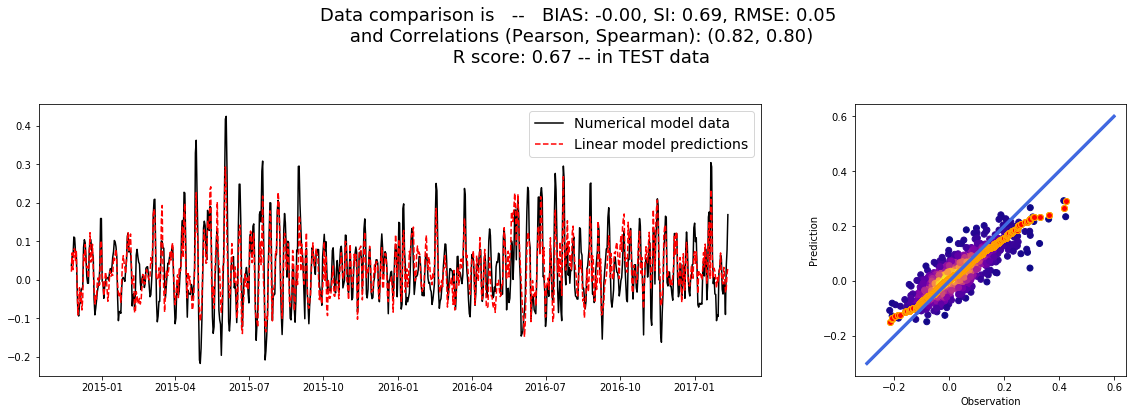 Data comparison is -- BIAS: -0.00, SI: 0.69, RMSE: 0.05
and Correlations (Pearson, Spearman): (0.82, 0.80)
R score: 0.67 -- in TEST data
Numerical model data
Linear model predictions
0.4
0.3
0.2
0.1
0.0
−0.1
−0.2
2015-01 2015-04 2015-07 2015-10 2016-01 2016-04 2016-07 2016-10 2017-01
Prediction
0.6
0.4
0.2
0.0
−0.2
−0.2 0.0 0.2 0.4 0.6
Observation